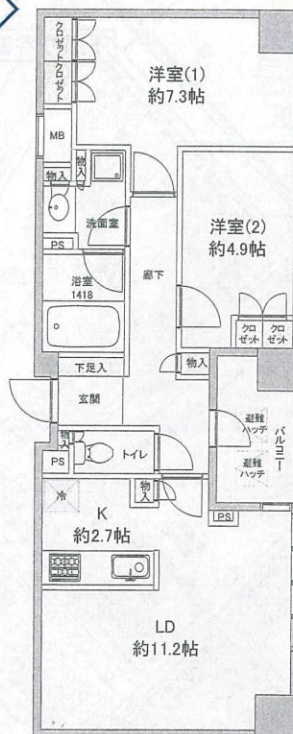 クロゼット
クロゼット
洋室(1)
約7.3帖
MB
物入
物入
洗面室
PS
洋室(2)
約4.9帖
廊下
浴室
1418
クロ
ゼット
クロ
ゼット
下足入
物入
玄関
避難
ハッチ
バルコニー
避難
ハッチ
物入
トイレ
PS
冷
物入
PS
K
約2.7帖
LD
約11.2帖